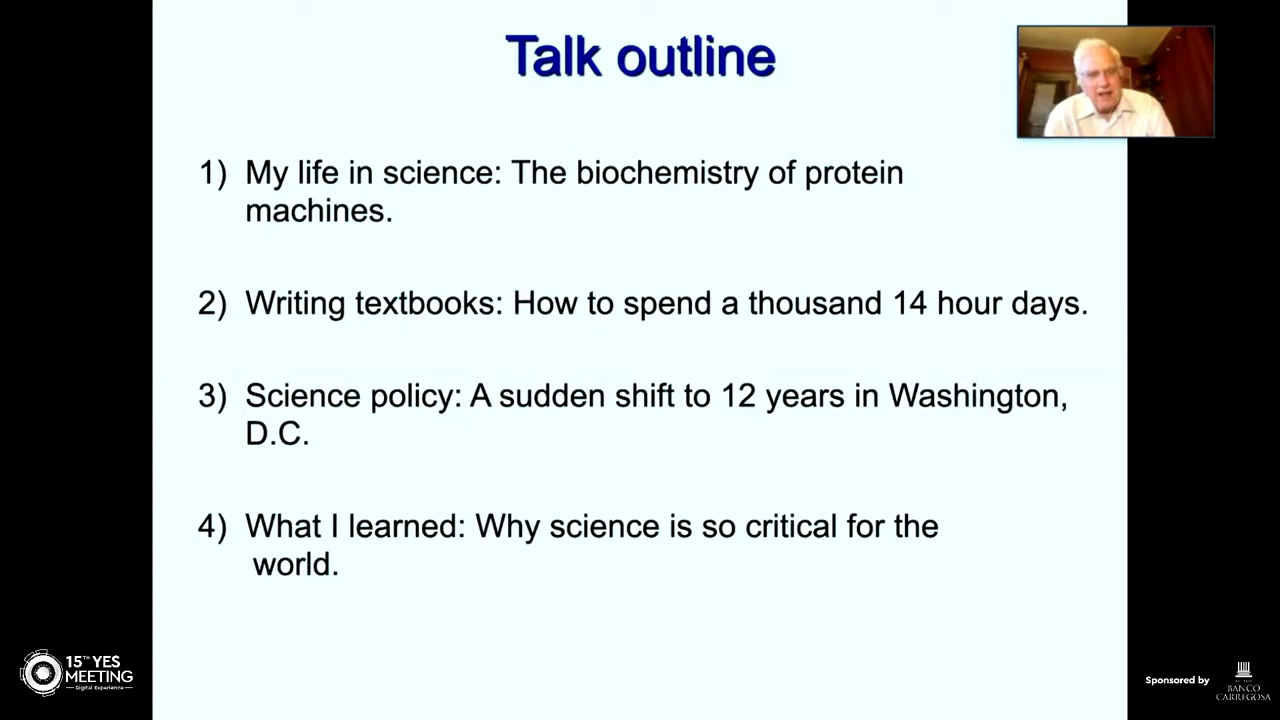 Talk outline
1) My life in science: The biochemistry of protein
machines.
2) Writing textbooks: How to spend a thousand 14 hour days.
3) Science policy: A sudden shift to 12 years in Washington,
D.C.
4) What I learned: Why science is so critical for the
world.
15TH YES
MEETING
Digital Experience
Sponsored by
BANCO
CARREGOSA